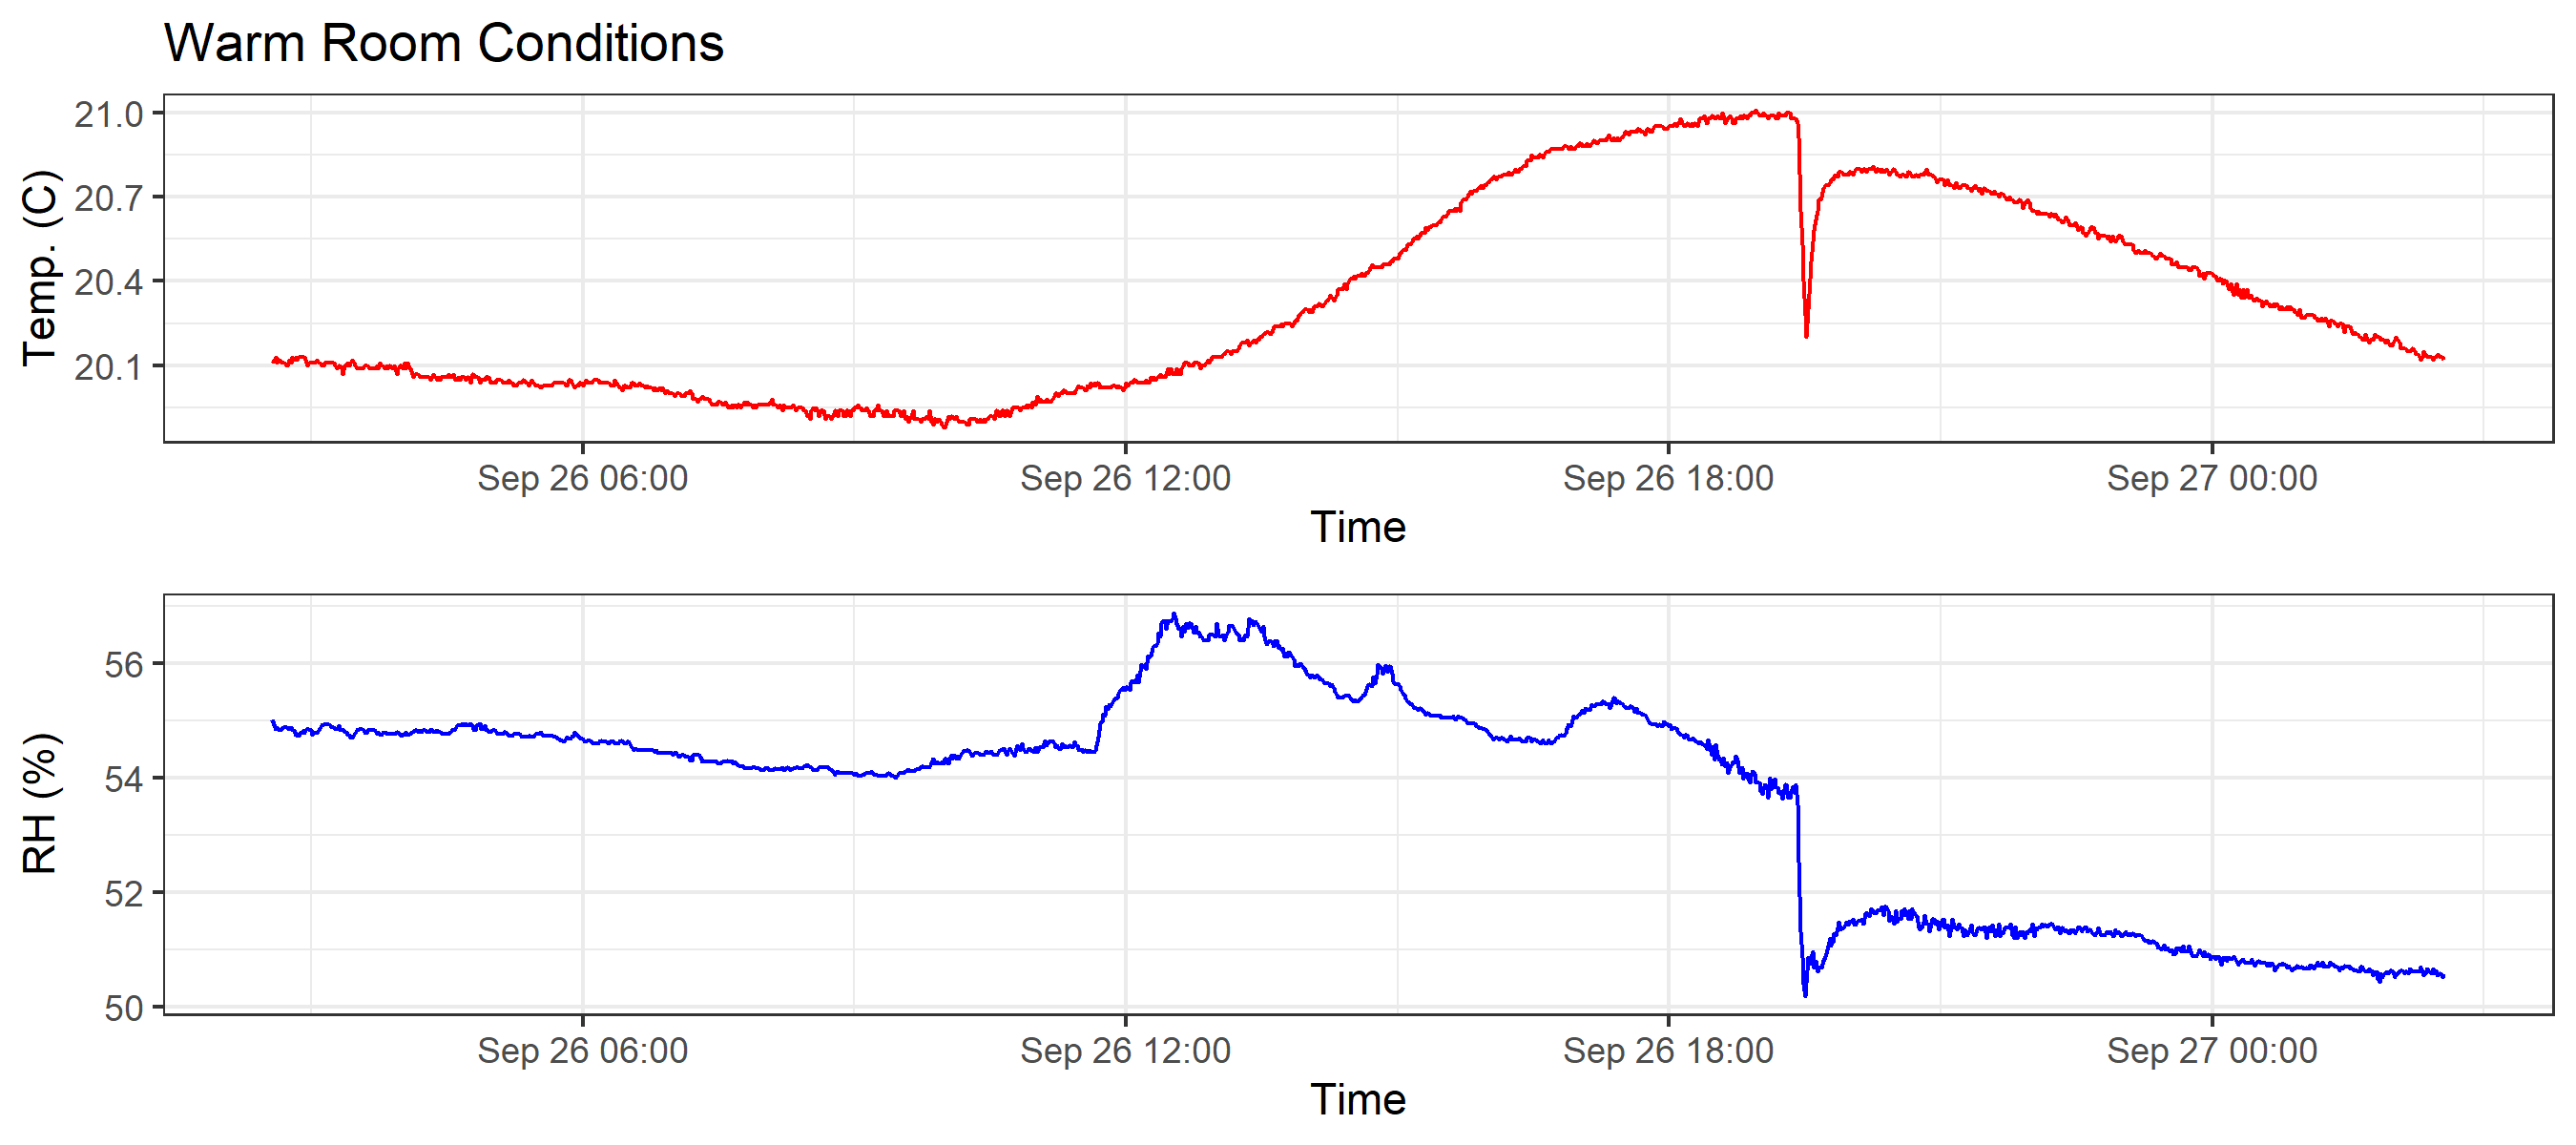 Warm Room Conditions
21.0
20.7
20.4
20.1
Temp. (C)
Sep 26 06:00 Sep 26 12:00 Sep 26 18:00 Sep 27 00:00
Time
56
54
52
50
RH (%)
Sep 26 06:00 Sep 26 12:00 Sep 26 18:00 Sep 27 00:00
Time